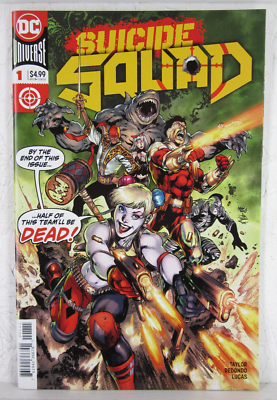 DC
UNIVERSE
1
$4.99
SUICIDE
SQUAD
BY THE
END OF THIS
ISSUE...
...HALF OF
THIS TEAM'LL BE
DEAD!
TAYLOR
REDONDO
LUCAS